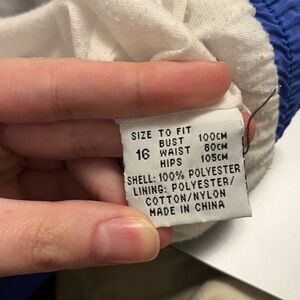 SIZE TO FIT
BUST 100CM
16 WAIST 80CM
HIPS 105CM
SHELL: 100% POLYESTER
LINING: POLYESTER/
COTTON/NYLON
MADE IN CHINA